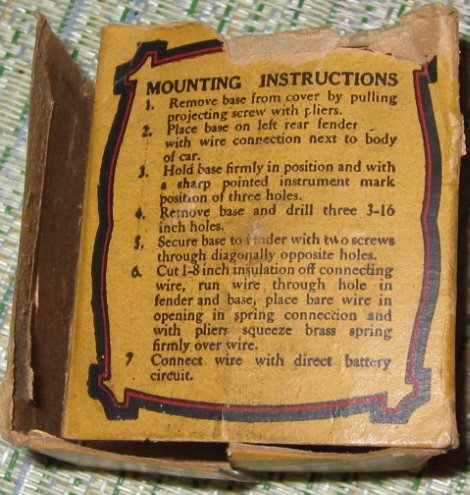 MOUNTING INSTRUCTIONS
1. Remove base from cover by pulling
projecting screw with pliers.
2. Place base on left rear fender
with wire connection next to body
of car.
3. Hold base firmly in position and with
a sharp pointed instrument mark
position of three holes.
4. Remove base and drill three 3-16
inch holes.
5. Secure base to fender with two screws
through diagonally opposite holes.
6. Cut 1-8 inch insulation off connecting
wire, run wire through hole in
fender and base, place bare wire in
opening in spring connection and
with pliers squeeze brass spring
firmly over wire.
7 Connect wire with direct battery
circuit.